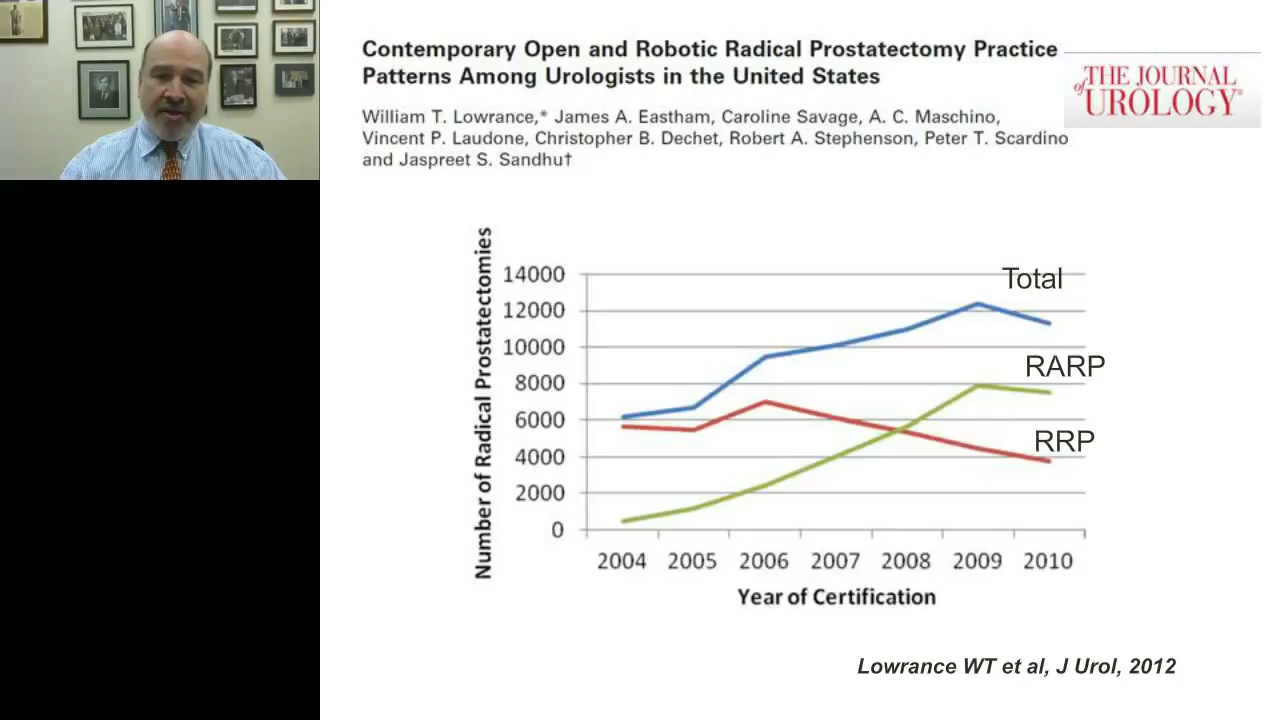 Contemporary Open and Robotic Radical Prostatectomy Practice
Patterns Among Urologists in the United States
THE JOURNAL
of UROLOGY®
William T. Lowrance,* James A. Eastham, Caroline Savage, A. C. Maschino,
Vincent P. Laudone, Christopher B. Dechet, Robert A. Stephenson, Peter T. Scardino
and Jaspreet S. Sandhu†
Number of Radical Prostatectomies
14000
12000
10000
8000
6000
4000
2000
0
Total
RARP
RRP
2004 2005 2006 2007 2008 2009 2010
Year of Certification
Lowrance WT et al, J Urol, 2012